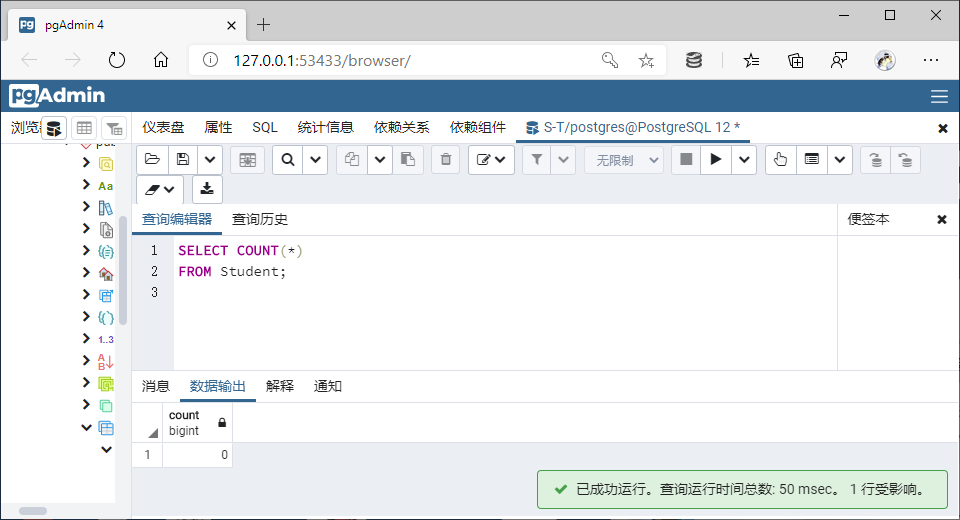 pgAdmin 4
127.0.0.1:53433/browser/
pgAdmin
浏览器 仪表盘 属性 SQL 统计信息 依赖关系 依赖组件 S-T/postgres@PostgreSQL 12 *
无限制
查询编辑器 查询历史 便签本
1 SELECT COUNT(*)
2 FROM Student;
3
Aa
1..3
消息 数据输出 解释 通知
count
bigint
1 0
已成功运行。查询运行时间总数: 50 msec。 1 行受影响。